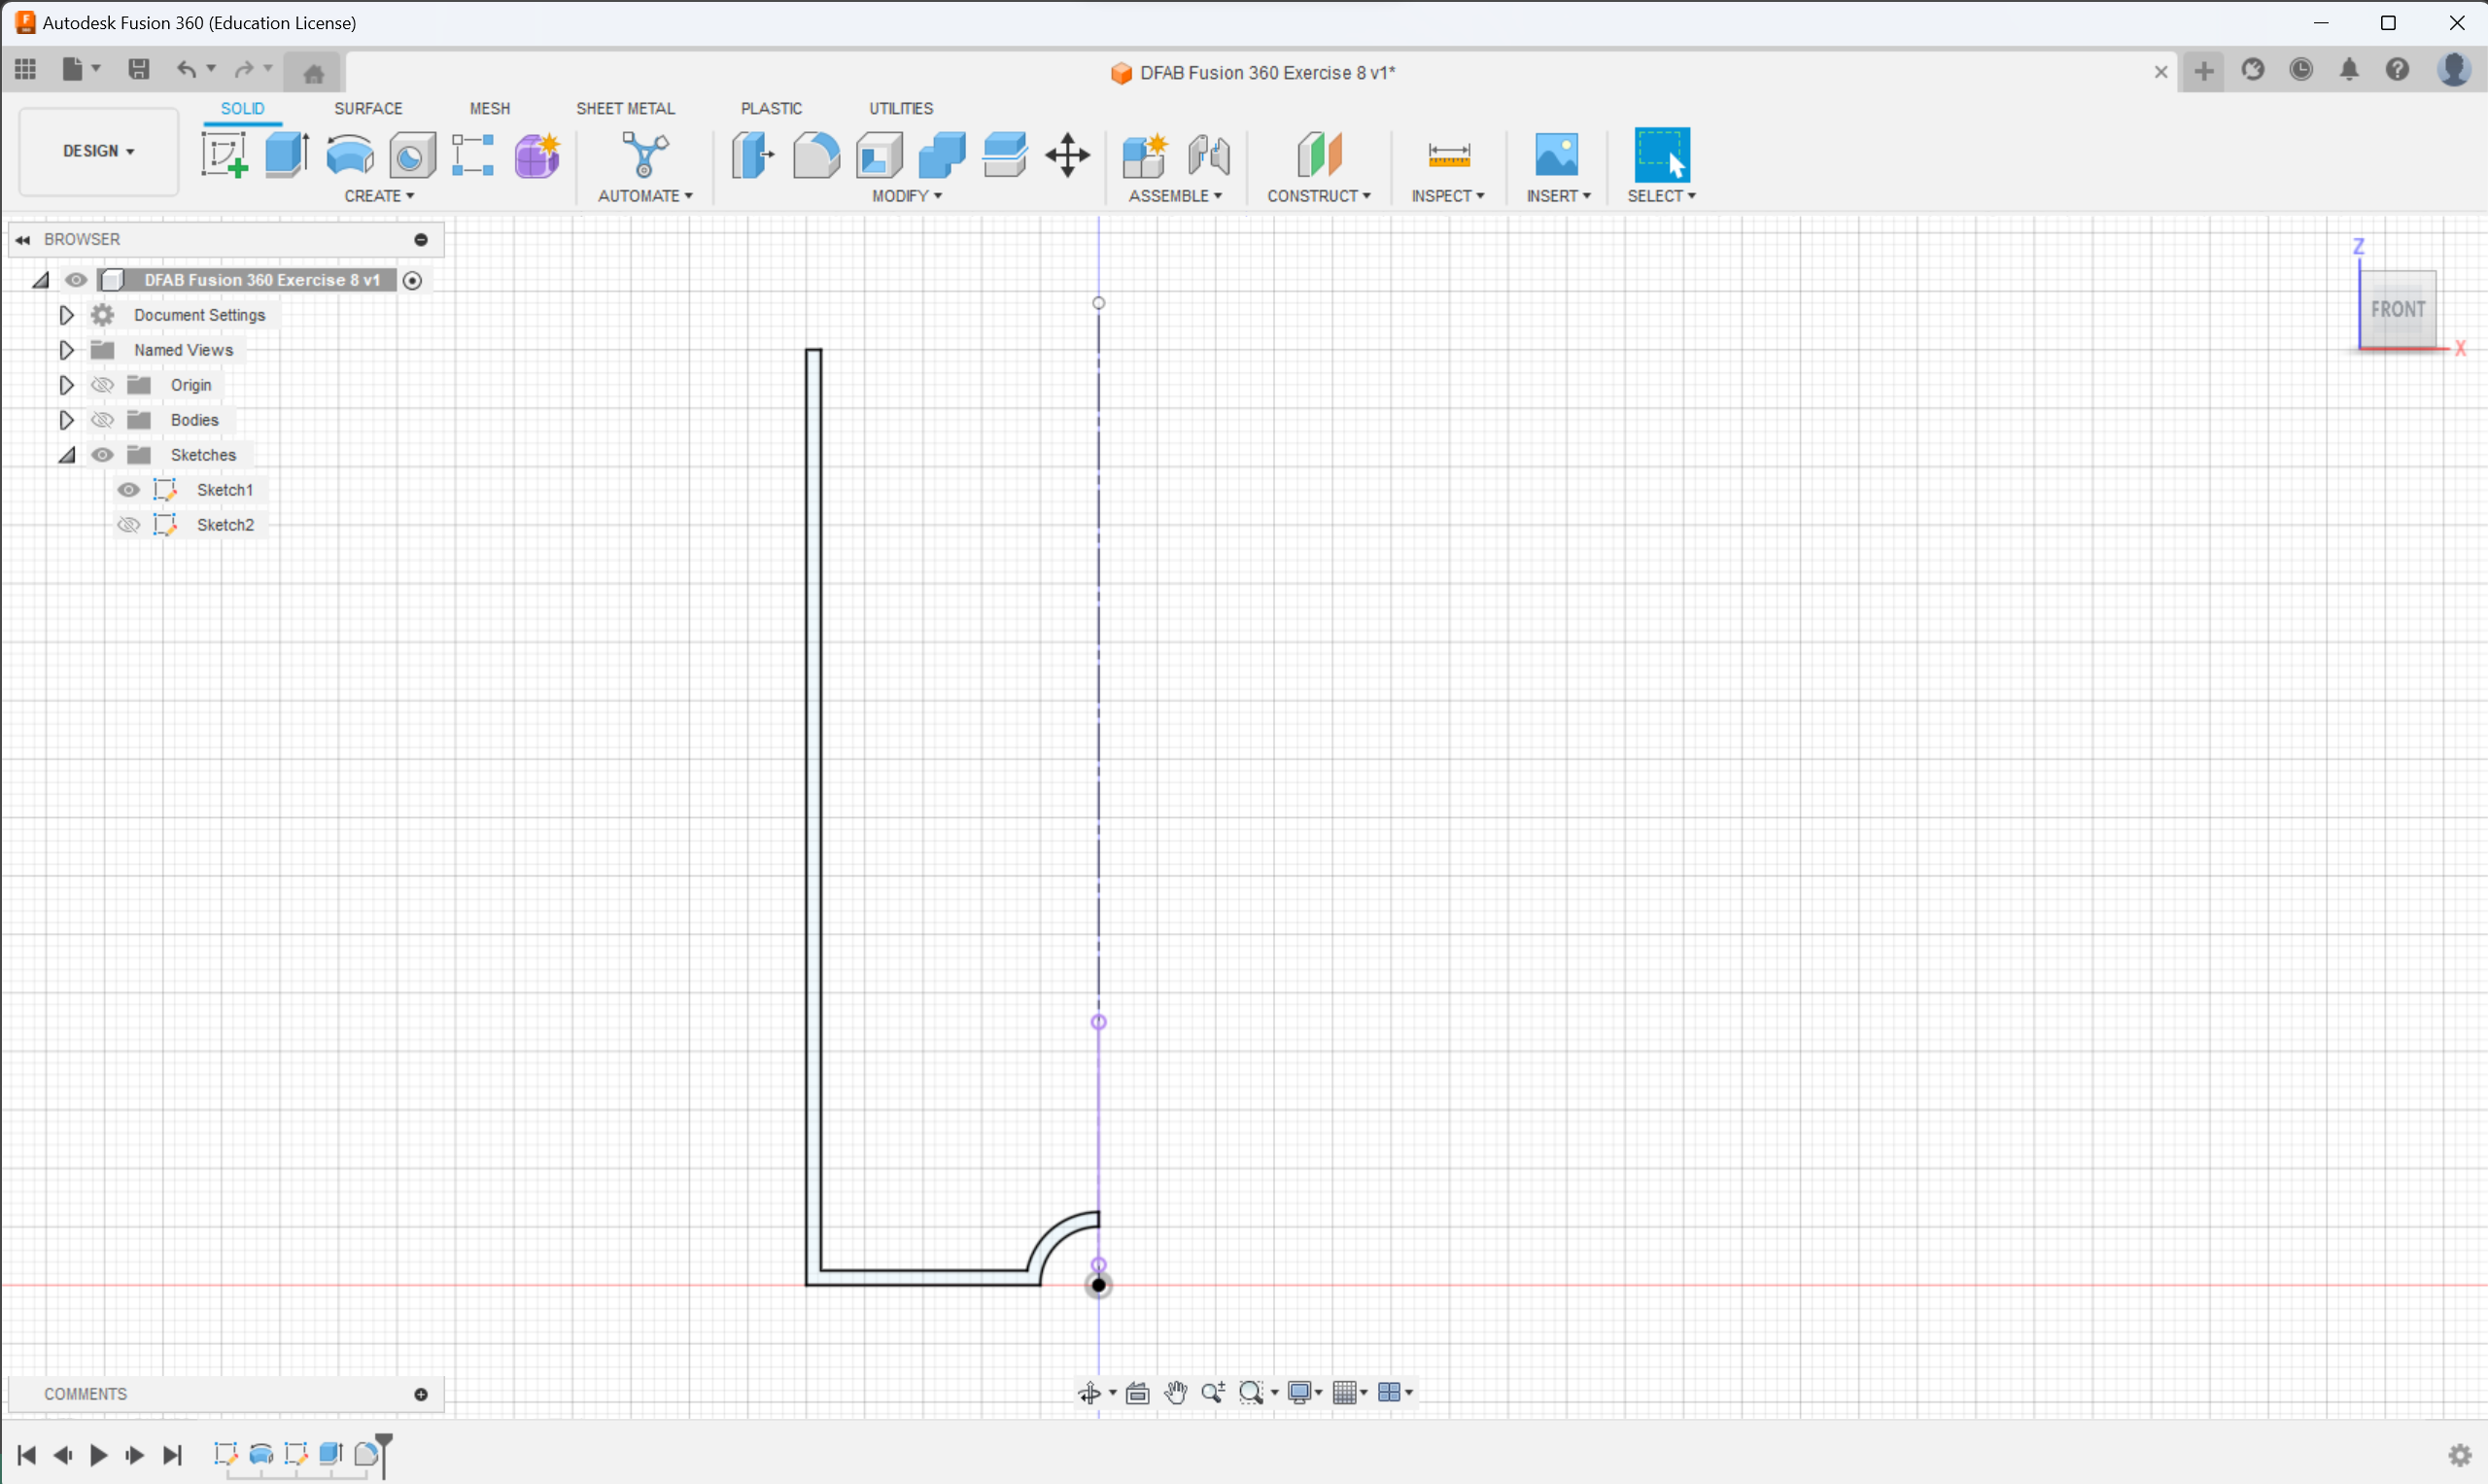 Autodesk Fusion 360 (Education License)
DFAB Fusion 360 Exercise 8 v1*
SOLID SURFACE MESH SHEET METAL PLASTIC UTILITIES
DESIGN
CREATE AUTOMATE MODIFY ASSEMBLE CONSTRUCT INSPECT INSERT SELECT
BROWSER
DFAB Fusion 360 Exercise 8 v1
Document Settings
Named Views
Origin
Bodies
Sketches
Sketch1
Sketch2
Z
FRONT
X
COMMENTS